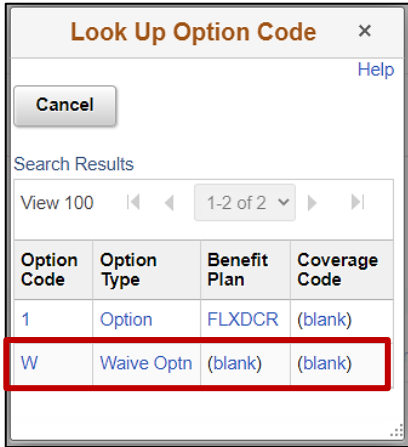 Look Up Option Code ×
Help
Cancel
Search Results
View 100 1-2 of 2
Option Code Option Type Benefit Plan Coverage Code
1 Option FLXDCR (blank)
W Waive Optn (blank) (blank)